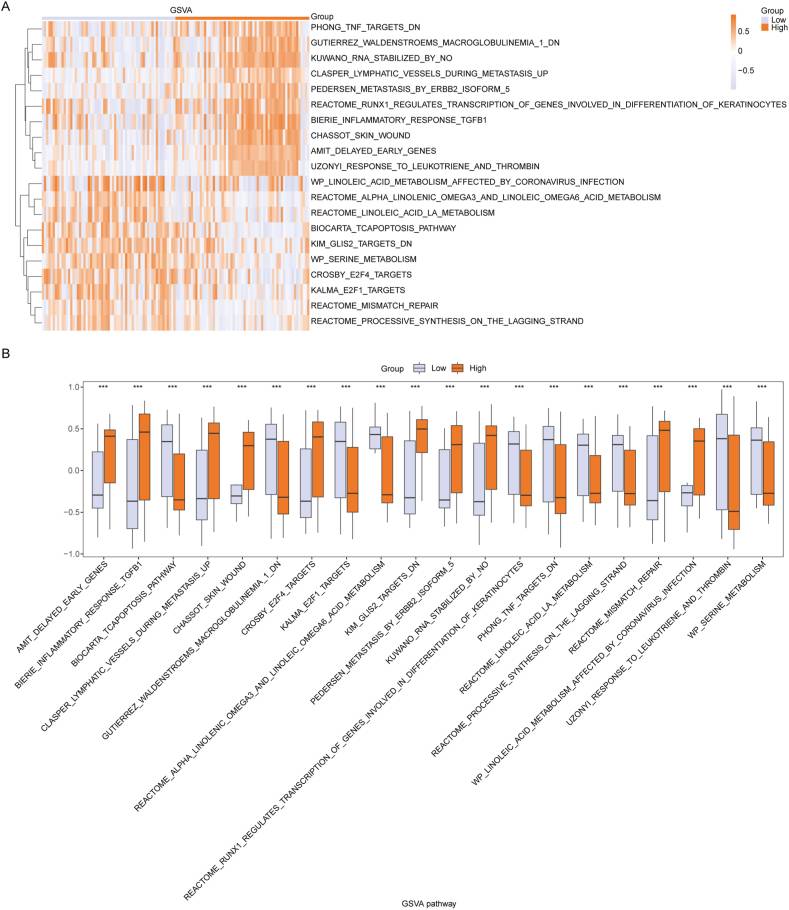 A
GSVA
Group
PHONG_TNF_TARGETS_DN
GUTIERREZ_WALDENSTROEMS_MACROGLOBULINEMIA_1_DN
KUWANO_RNA_STABILIZED_BY_NO
CLASPER_LYMPHATIC_VESSELS_DURING_METASTASIS_UP
PEDERSEN_METASTASIS_BY_ERBB2_ISOFORM_5
REACTOME_RUNX1_REGULATES_TRANSCRIPTION_OF_GENES_INVOLVED_IN_DIFFERENTIATION_OF_KERATINOCYTES
BIERIE_INFLAMMATORY_RESPONSE_TGFB1
CHASSOT_SKIN_WOUND
AMIT_DELAYED_EARLY_GENES
UZONYI_RESPONSE_TO_LEUKOTRIENE_AND_THROMBIN
WP_LINOLEIC_ACID_METABOLISM_AFFECTED_BY_CORONAVIRUS_INFECTION
REACTOME_ALPHA_LINOLENIC_OMEGA3_AND_LINOLEIC_OMEGA6_ACID_METABOLISM
REACTOME_LINOLEIC_ACID_LA_METABOLISM
BIOCARTA_TCAPOPTOSIS_PATHWAY
KIM_GLIS2_TARGETS_DN
WP_SERINE_METABOLISM
CROSBY_E2F4_TARGETS
KALMA_E2F1_TARGETS
REACTOME_MISMATCH_REPAIR
REACTOME_PROCESSIVE_SYNTHESIS_ON_THE_LAGGING_STRAND
0.5
0
−0.5
Group
Low
High
B
Group Low High
*** *** *** *** *** *** *** *** *** *** *** *** *** *** *** *** *** *** *** ***
1.0
0.5
0.0
−0.5
−1.0
AMIT_DELAYED_EARLY_GENES
BIERIE_INFLAMMATORY_RESPONSE_TGFB1
BIOCARTA_TCAPOPTOSIS_PATHWAY
CLASPER_LYMPHATIC_VESSELS_DURING_METASTASIS_UP
CHASSOT_SKIN_WOUND
GUTIERREZ_WALDENSTROEMS_MACROGLOBULINEMIA_1_DN
CROSBY_E2F4_TARGETS
KALMA_E2F1_TARGETS
REACTOME_ALPHA_LINOLENIC_OMEGA3_AND_LINOLEIC_OMEGA6_ACID_METABOLISM
KIM_GLIS2_TARGETS_DN
PEDERSEN_METASTASIS_BY_ERBB2_ISOFORM_5
KUWANO_RNA_STABILIZED_BY_NO
REACTOME_RUNX1_REGULATES_TRANSCRIPTION_OF_GENES_INVOLVED_IN_DIFFERENTIATION_OF_KERATINOCYTES
PHONG_TNF_TARGETS_DN
REACTOME_LINOLEIC_ACID_LA_METABOLISM
REACTOME_PROCESSIVE_SYNTHESIS_ON_THE_LAGGING_STRAND
REACTOME_MISMATCH_REPAIR
WP_LINOLEIC_ACID_METABOLISM_AFFECTED_BY_CORONAVIRUS_INFECTION
UZONYI_RESPONSE_TO_LEUKOTRIENE_AND_THROMBIN
WP_SERINE_METABOLISM
GSVA pathway